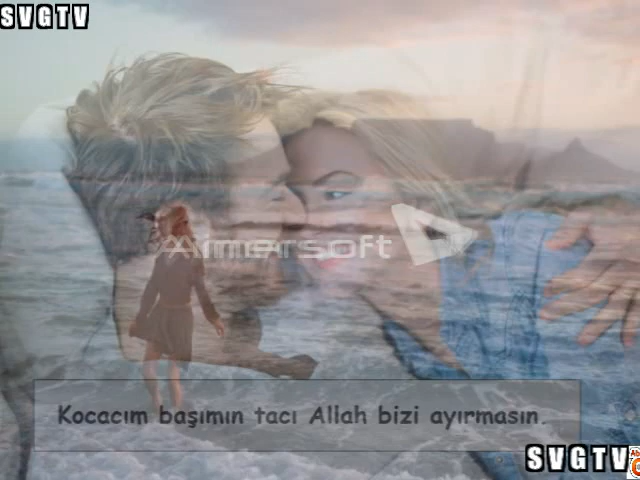 SVGTV
Aimersoft
Kocacım başımın tacı Allah bizi ayırmasın.
SVGTV